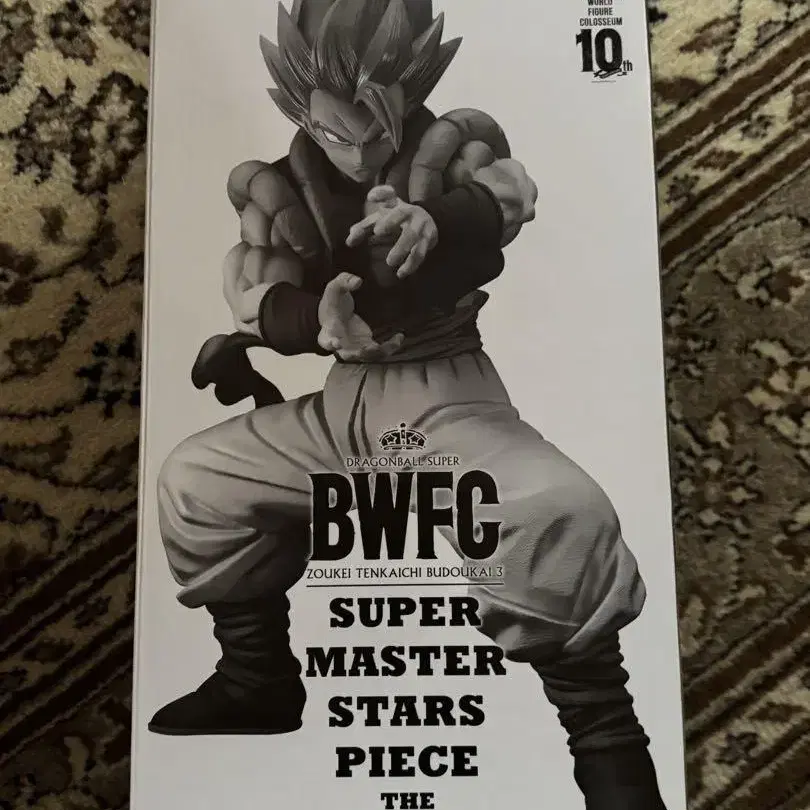 WORLD
FIGURE
COLOSSEUM
10th
DRAGONBALL SUPER
BWFC
ZOUKEI TENKAICHI BUDOUKAI 3
SUPER
MASTER
STARS
PIECE
THE